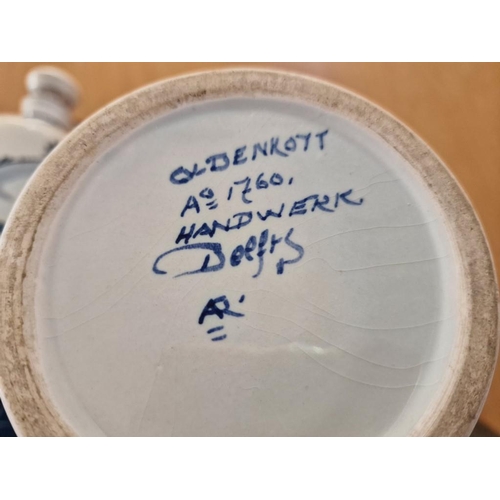 OLDENKOTT
Aº 1760.
HANDWERK
Delfts
AR.